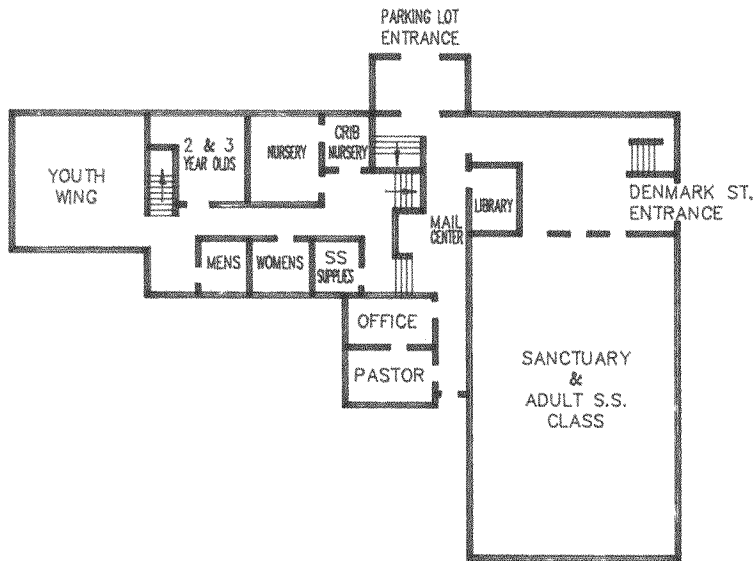 PARKING LOT
ENTRANCE
2 & 3
YEAR OLDS
NURSERY
CRIB
NURSERY
YOUTH
WING
LIBRARY
DENMARK ST.
ENTRANCE
MAIL
CENTER
MENS
WOMENS
SS
SUPPLIES
OFFICE
PASTOR
SANCTUARY
&
ADULT S.S.
CLASS